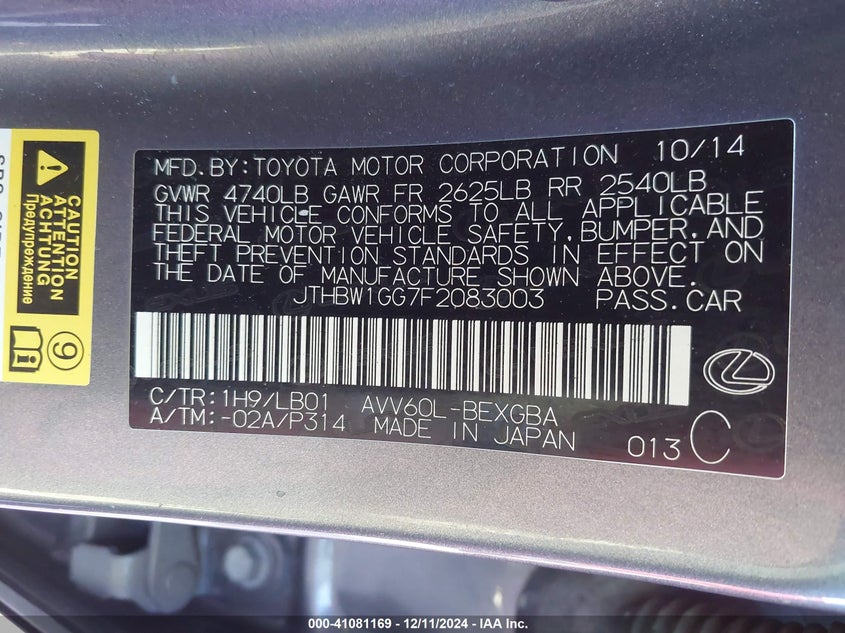 MFD.BY:TOYOTA MOTOR CORPORATION 10/14
GVWR 4740LB GAWR FR 2625LB RR 2540LB
THIS VEHICLE CONFORMS TO ALL APPLICABLE
FEDERAL MOTOR VEHICLE SAFETY,BUMPER,AND
THEFT PREVENTION STANDARDS IN EFFECT ON
THE DATE OF MANUFACTURE SHOWN ABOVE.
JTHBW1GG7F2083003 PASS.CAR
C/TR:1H9/LB01 AVV60L-BEXGBA
A/TM:-02A/P314 MADE IN JAPAN
013 C
CAUTION
ATTENTION
ACHTUNG
Предупреждение
9
000-41081169 - 12/11/2024 - IAA Inc.